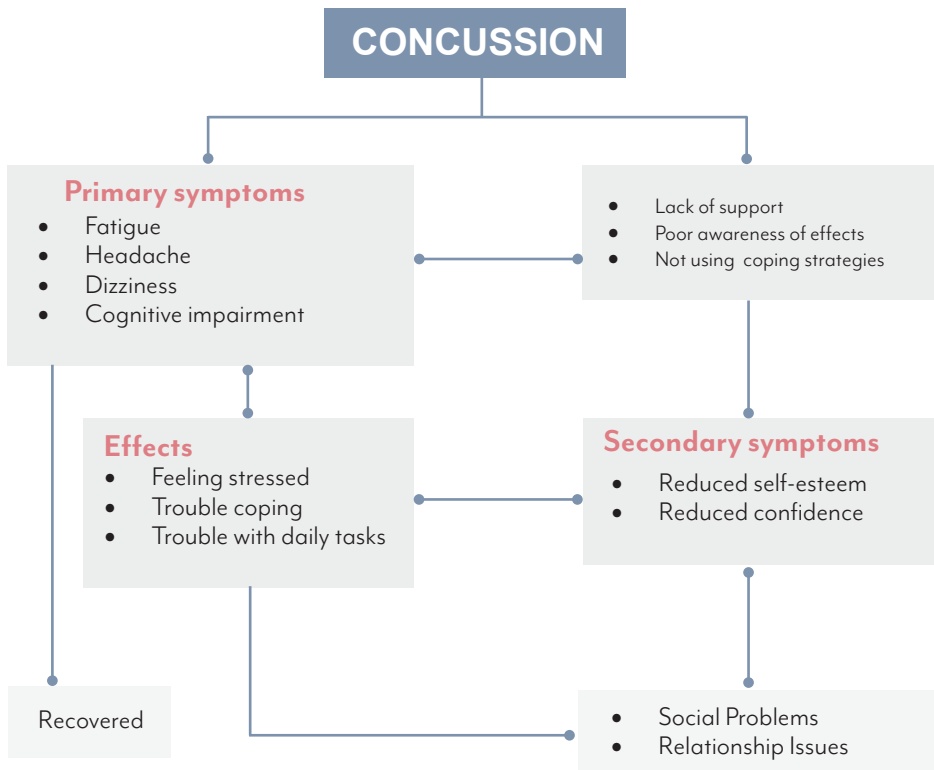 CONCUSSION
Primary symptoms
• Fatigue
• Headache
• Dizziness
• Cognitive impairment
• Lack of support
• Poor awareness of effects
• Not using coping strategies
Effects
• Feeling stressed
• Trouble coping
• Trouble with daily tasks
Secondary symptoms
• Reduced self-esteem
• Reduced confidence
Recovered
• Social Problems
• Relationship Issues